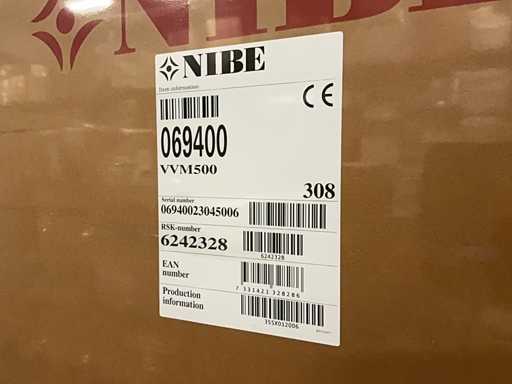 NIBE
NIBE
Item information
CE
069400
VVM500
308
Serial number
06940023045006
RSK-number
6242328
6242328
EAN
number
7 331421 328286
Production
information
355X012006